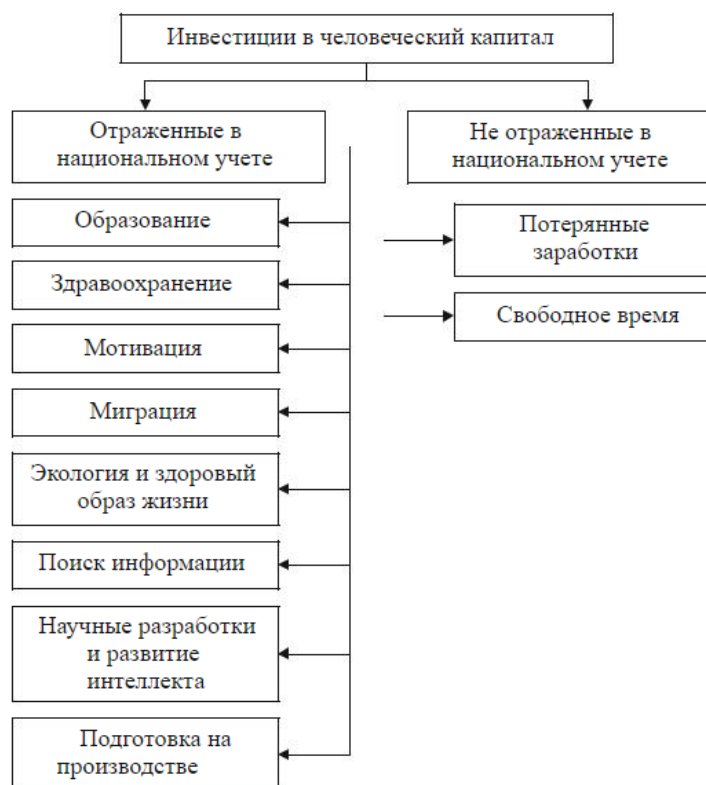 Инвестиции в человеческий капитал
Отраженные в
национальном учете
Не отраженные в
национальном учете
Образование
Здравоохранение
Мотивация
Миграция
Экология и здоровый
образ жизни
Поиск информации
Научные разработки
и развитие
интеллекта
Подготовка на
производстве
Потерянные
заработки
Свободное время